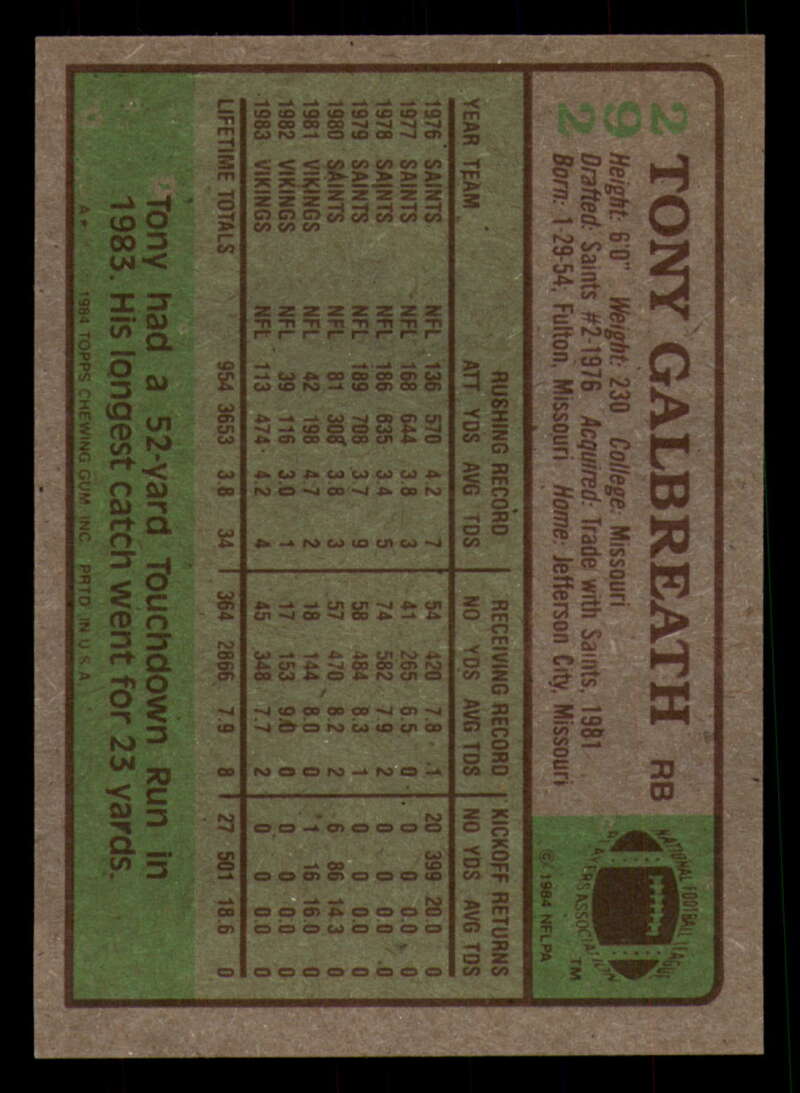 292
TONY GALBREATH RB
Height: 6'0" Weight: 230 College: Missouri
Drafted: Saints #2-1976 Acquired: Trade with Saints, 1981
Born: 1-29-54, Fulton, Missouri Home: Jefferson City, Missouri
NATIONAL FOOTBALL LEAGUE
PLAYERS ASSOCIATION
TM
© 1984 NFLPA
RUSHING RECORD RECEIVING RECORD KICKOFF RETURNS
YEAR TEAM ATT YDS AVG TDS NO YDS AVG TDS NO YDS AVG TDS
1976 SAINTS NFL 136 570 4.2 7 54 420 7.8 1 20 399 20.0 0
1977 SAINTS NFL 168 644 3.8 3 41 265 6.5 0 0 0 0.0 0
1978 SAINTS NFL 186 635 3.4 5 74 582 7.9 2 0 0 0.0 0
1979 SAINTS NFL 189 708 3.7 9 58 484 8.3 1 0 0 0.0 0
1980 SAINTS NFL 81 308 3.8 3 57 470 8.2 2 6 86 14.3 0
1981 VIKINGS NFL 42 198 4.7 2 18 144 8.0 0 1 16 16.0 0
1982 VIKINGS NFL 39 116 3.0 1 17 153 9.0 0 0 0 0.0 0
1983 VIKINGS NFL 113 474 4.2 4 45 348 7.7 2 0 0 0.0 0
LIFETIME TOTALS 954 3653 3.8 34 364 2866 7.9 8 27 501 18.6 0
Tony had a 52-yard Touchdown Run in
1983. His longest catch went for 23 yards.
A* 1984 TOPPS CHEWING GUM, INC. PRTD. IN U.S.A.